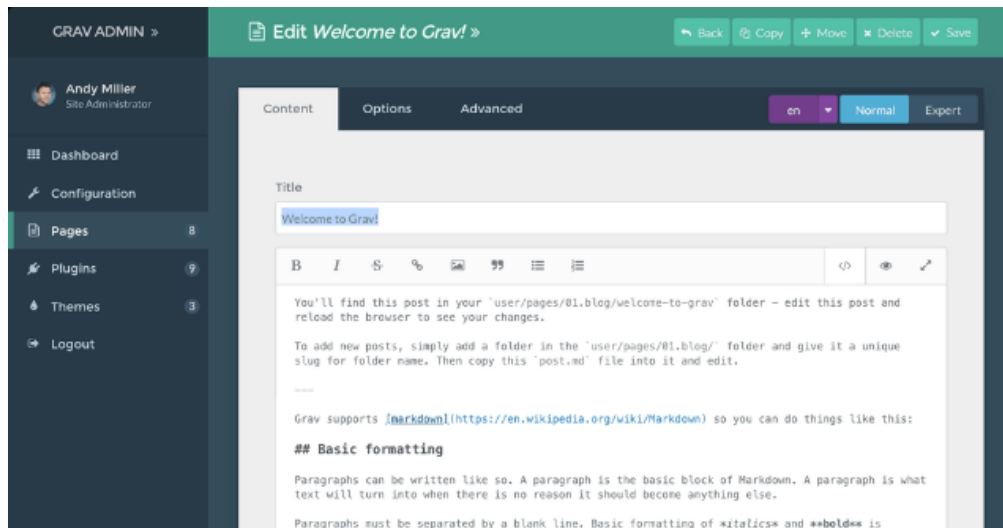 GRAV ADMIN »
Andy Miller
Site Administrator
Dashboard
Configuration
Pages 8
Plugins 9
Themes 3
Logout
Edit Welcome to Grav! »
Back Copy Move Delete Save
Content Options Advanced en Normal Expert
Title
Welcome to Grav!
B I S
You'll find this post in your `user/pages/01.blog/welcome-to-grav` folder – edit this post and
reload the browser to see your changes.
To add new posts, simply add a folder in the `user/pages/01.blog/` folder and give it a unique
slug for folder name. Then copy this `post.md` file into it and edit.
---
Grav supports [markdown](https://en.wikipedia.org/wiki/Markdown) so you can do things like this:
## Basic formatting
Paragraphs can be written like so. A paragraph is the basic block of Markdown. A paragraph is what
text will turn into when there is no reason it should become anything else.
Paragraphs must be separated by a blank line. Basic formatting of *italics* and **bold** is